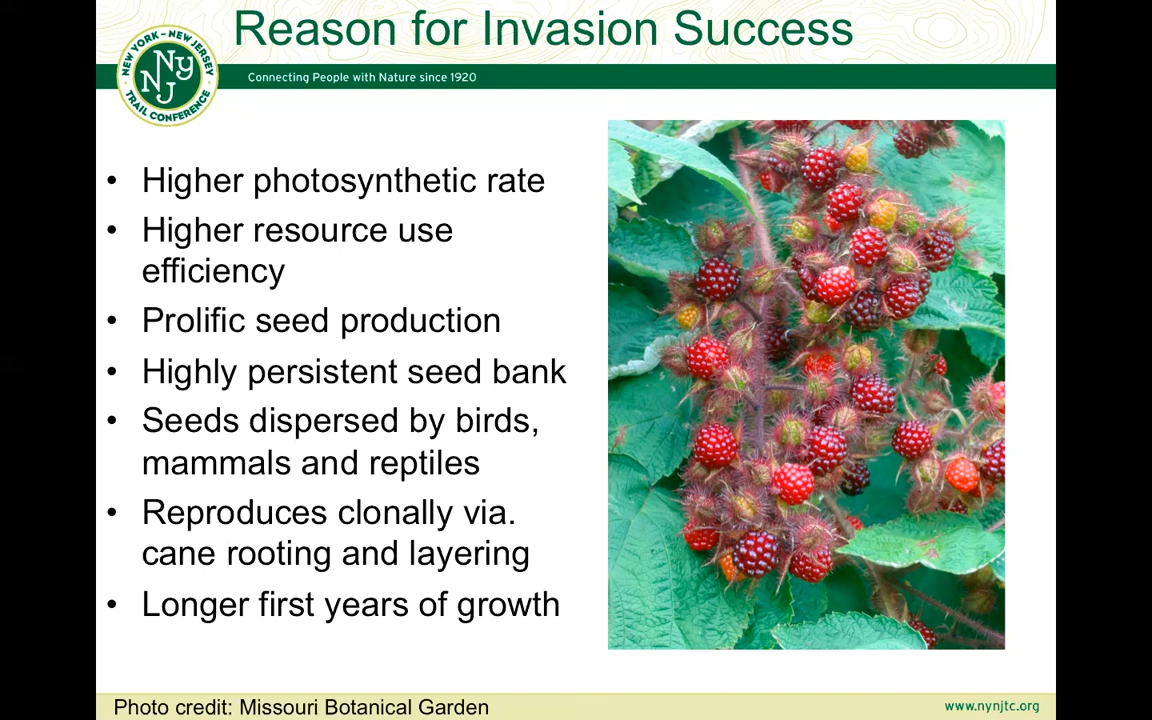 Reason for Invasion Success
NEW YORK - NEW JERSEY
NY
NJ
TRAIL CONFERENCE
Connecting People with Nature since 1920
• Higher photosynthetic rate
• Higher resource use
efficiency
• Prolific seed production
• Highly persistent seed bank
• Seeds dispersed by birds,
mammals and reptiles
• Reproduces clonally via.
cane rooting and layering
• Longer first years of growth
Photo credit: Missouri Botanical Garden
www.nynjtc.org